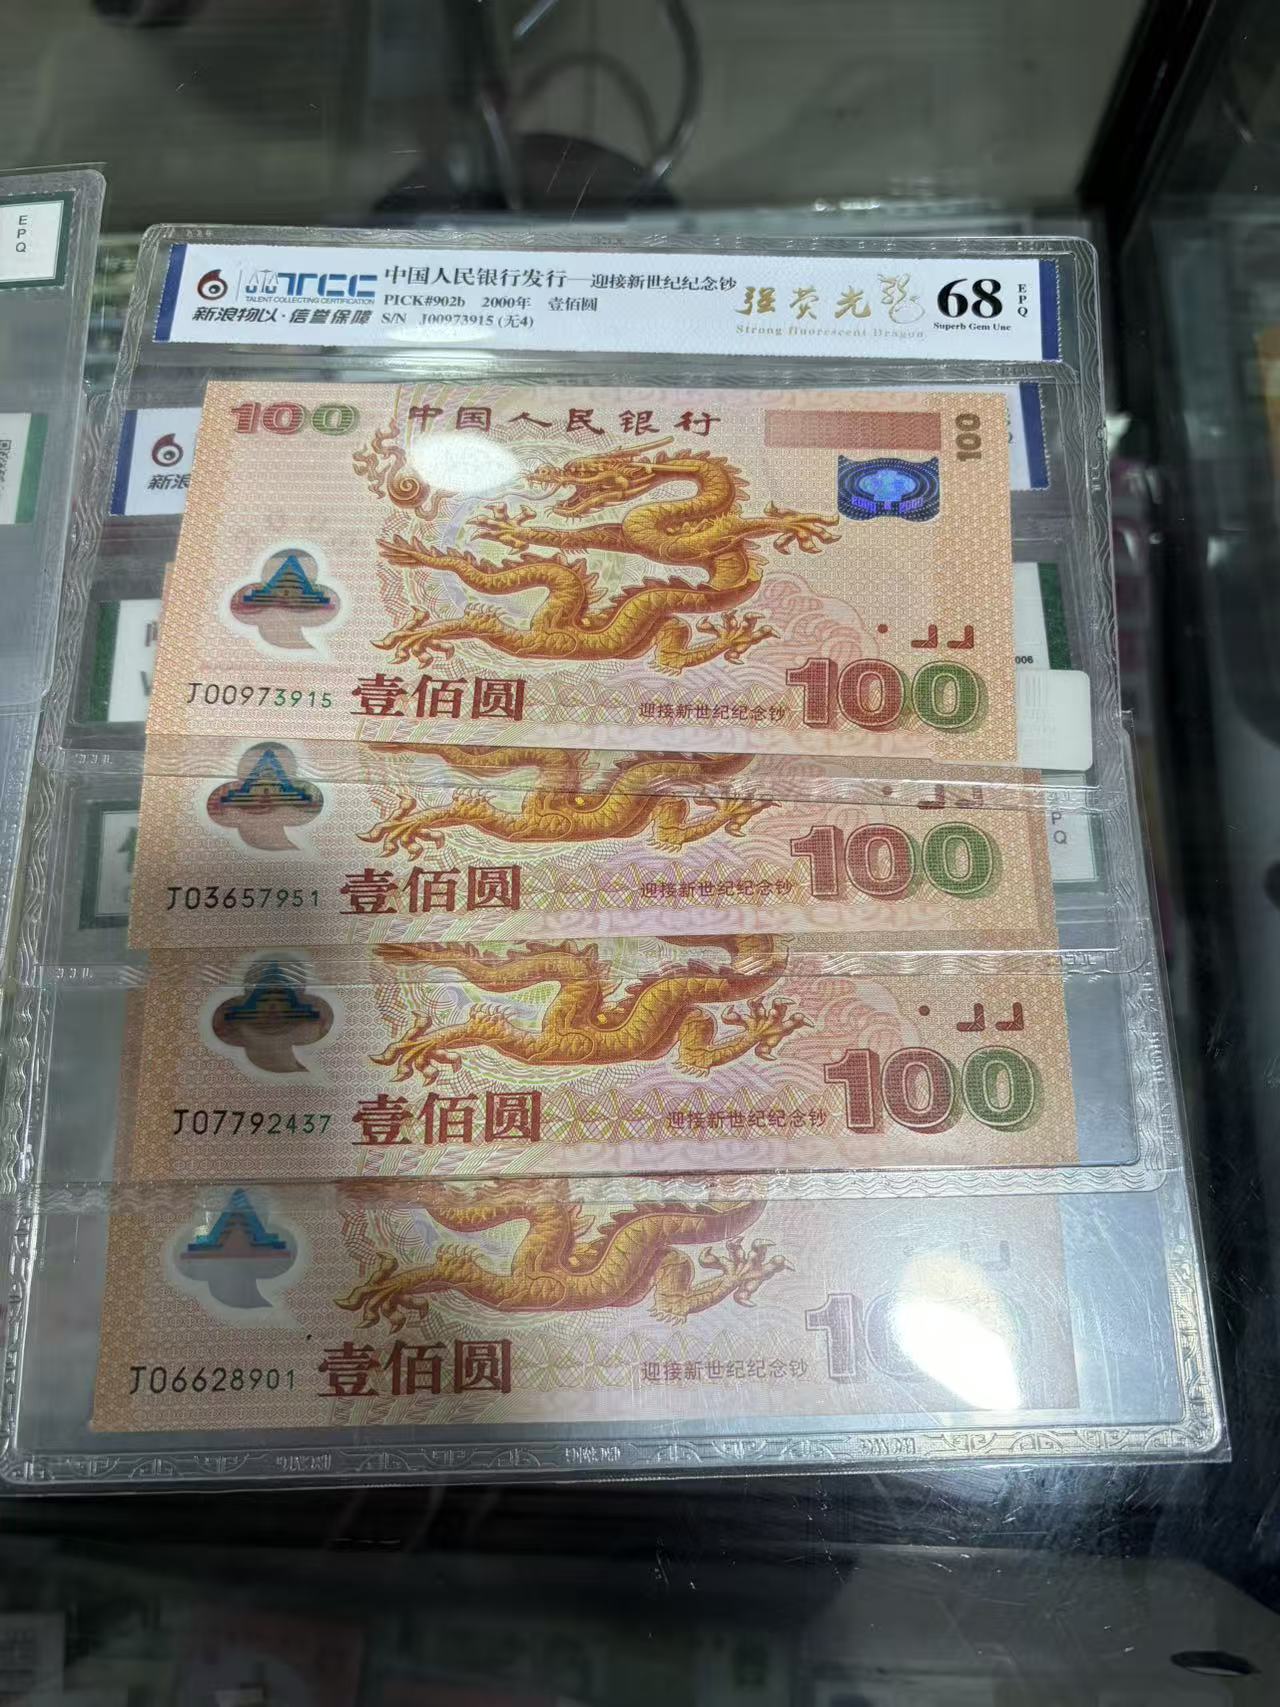 E
P
Q
TCC
TALENT COLLECTING CERTIFICATION
新浪物以·信誉保障
中国人民银行发行—迎接新世纪纪念钞
PICK#902b 2000年 壹佰圆
S/N J00973915 (无4)
强荧光龙
Strong fluorescent Dragon
68
Superb Gem Unc
E
P
Q
新浪
100
中国人民银行
100
2000 2000
J00973915
壹佰圆
迎接新世纪纪念钞
100
006
J03657951
壹佰圆
迎接新世纪纪念钞
100
P
Q
J07792437
壹佰圆
迎接新世纪纪念钞
100
J06628901
壹佰圆
迎接新世纪纪念钞